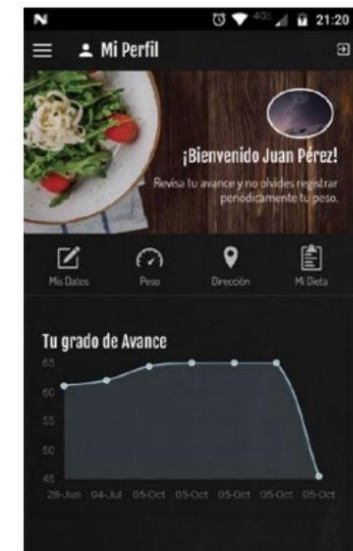 N 4G 21:20
Mi Perfil
¡Bienvenido Juan Pérez!
Revisa tu avance y no olvides registrar
periódicamente tu peso.
Mis Datos Peso Dirección Mi Dieta
Tu grado de Avance
65
60
55
50
45
28-Jun 04-Jul 05-Oct 05-Oct 05-Oct 05-Oct 05-Oct